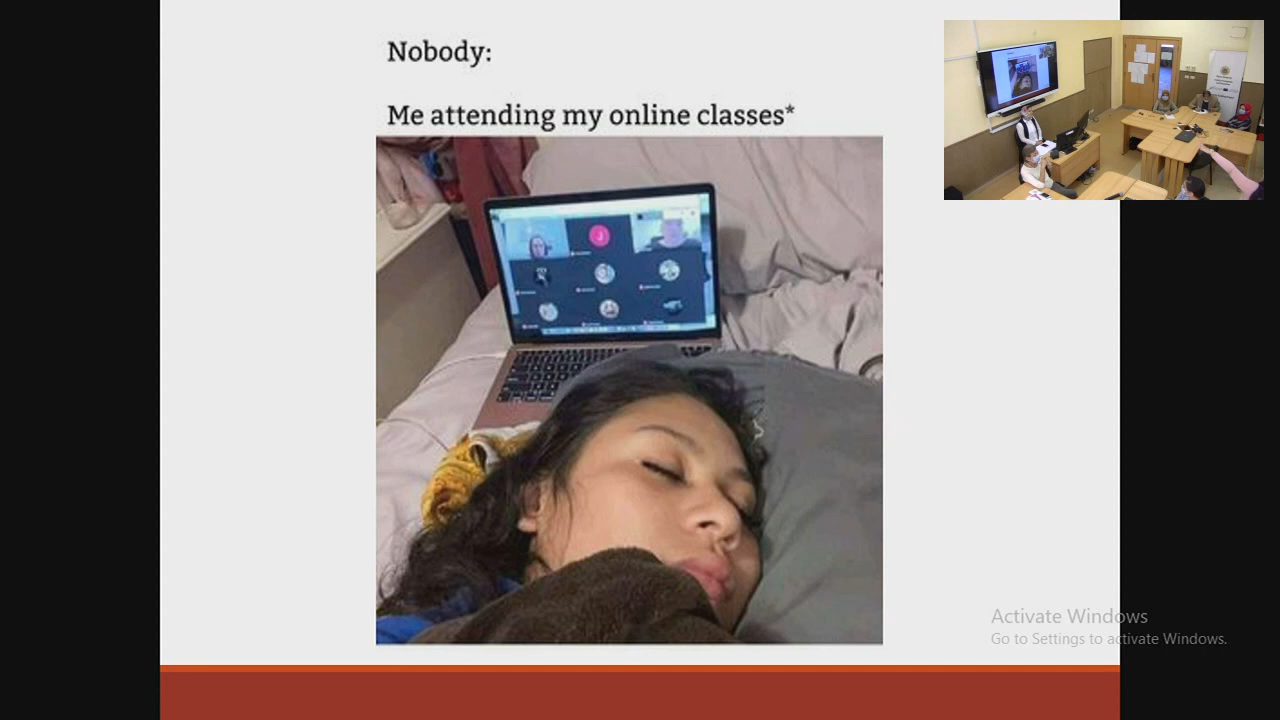 Nobody:
Me attending my online classes*
J
Activate Windows
Go to Settings to activate Windows.